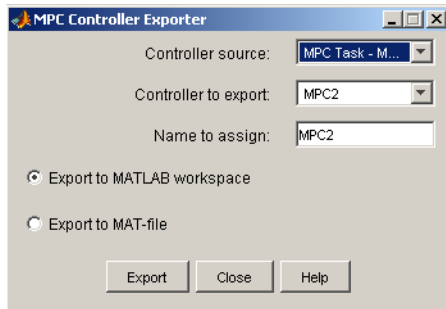 MPC Controller Exporter
Controller source: MPC Task - M...
Controller to export: MPC2
Name to assign: MPC2
Export to MATLAB workspace
Export to MAT-file
Export Close Help